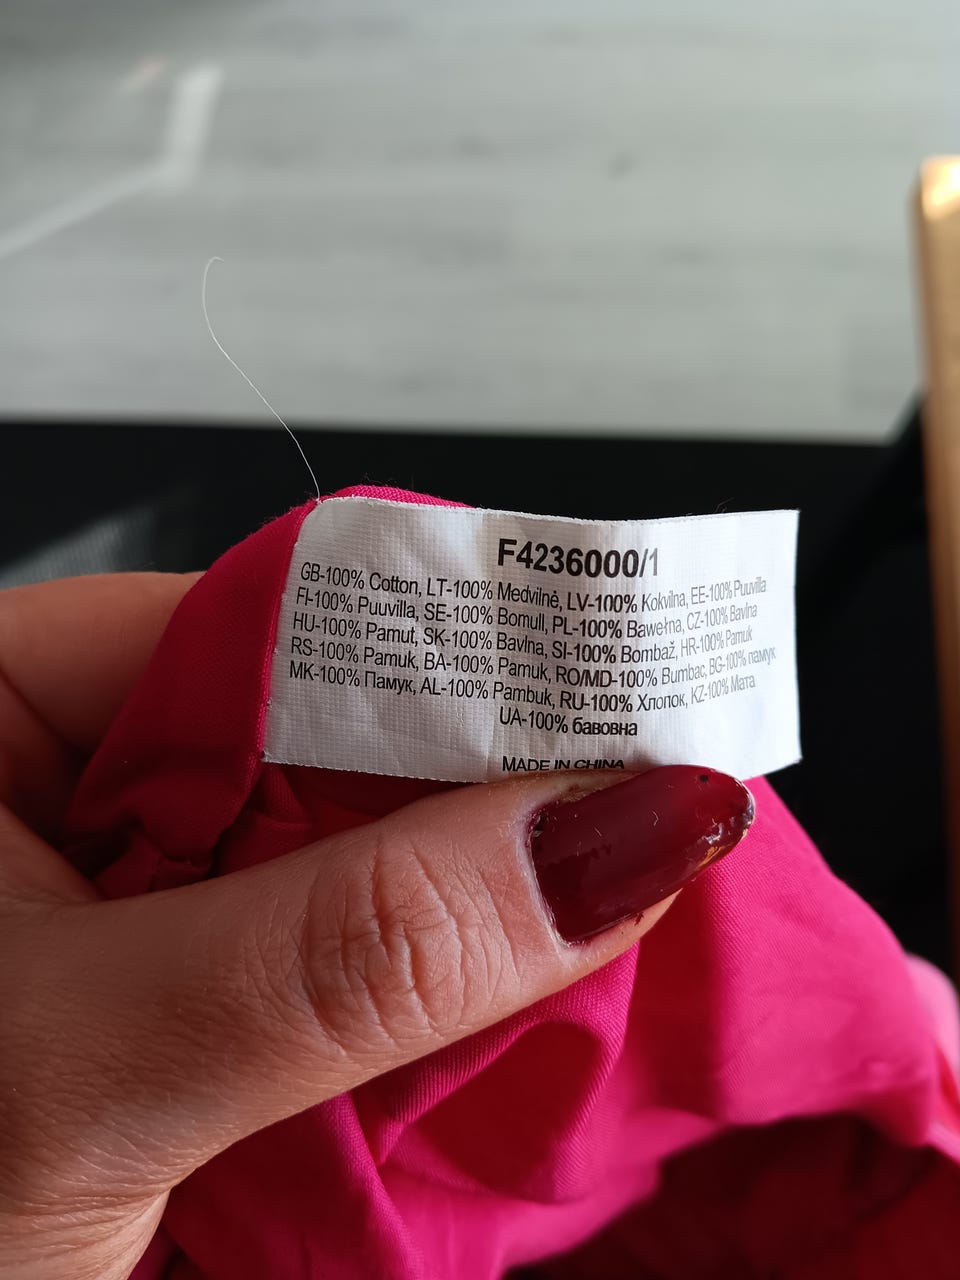 F4236000/1
GB-100% Cotton, LT-100% Medvilnė, LV-100% Kokvilna, EE-100% Puuvilla
FI-100% Puuvilla, SE-100% Bomull, PL-100% Bawełna, CZ-100% Bavlna
HU-100% Pamut, SK-100% Bavlna, SI-100% Bombaž, HR-100% Pamuk
RS-100% Pamuk, BA-100% Pamuk, RO/MD-100% Bumbac, BG-100% памук
MK-100% Памук, AL-100% Pambuk, RU-100% Хлопок, KZ-100% Мата
UA-100% бавовна
MADE IN CHINA